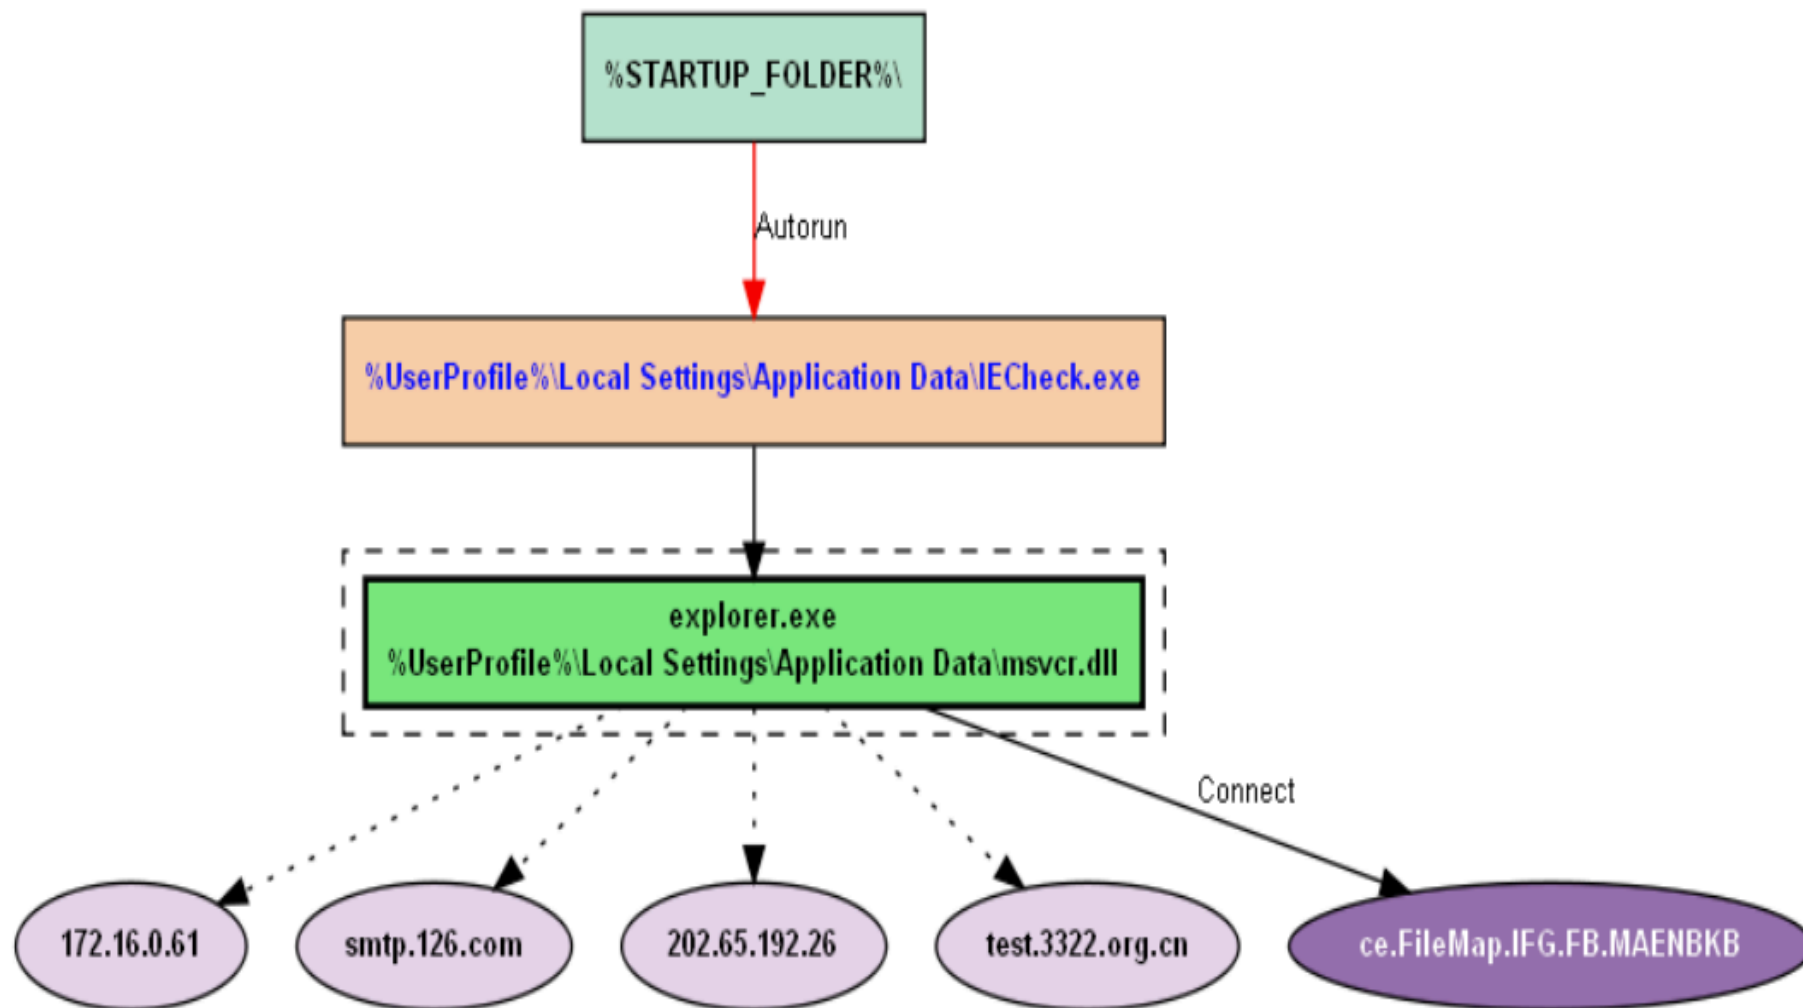 %STARTUP_FOLDER%\
Autorun
%UserProfile%\Local Settings\Application Data\IECheck.exe
explorer.exe
%UserProfile%\Local Settings\Application Data\msvcr.dll
Connect
172.16.0.61
smtp.126.com
202.65.192.26
test.3322.org.cn
ce.FileMap.IFG.FB.MAENBKB